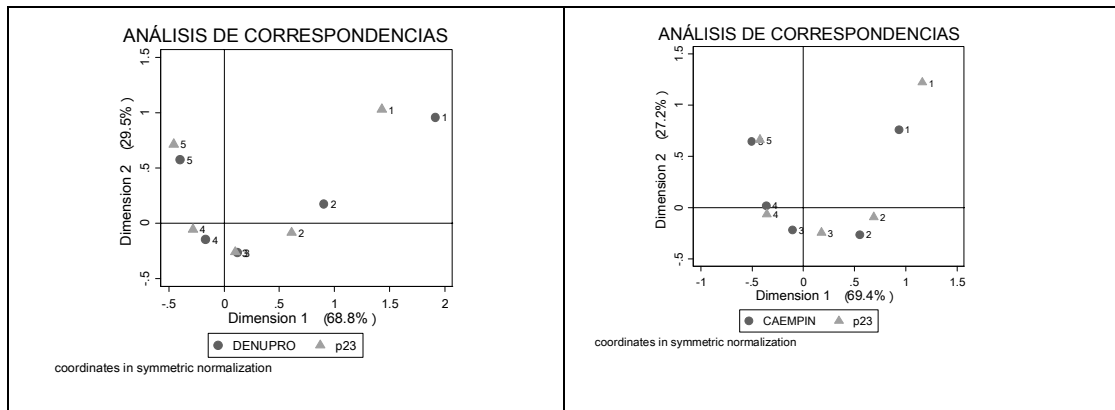 ANÁLISIS DE CORRESPONDENCIAS
1.5
1
.5
0
-.5
Dimension 2 (29.5%)
1
1
5
5
2
2
4
4
3
3
-.5 0 .5 1 1.5 2
Dimension 1 (68.8%)
DENUPRO p23
coordinates in symmetric normalization
ANÁLISIS DE CORRESPONDENCIAS
1.5
1
.5
0
-.5
Dimension 2 (27.2%)
1
1
5
5
4
4
2
3
3
2
-1 -.5 0 .5 1 1.5
Dimension 1 (69.4%)
CAEMPIN p23
coordinates in symmetric normalization